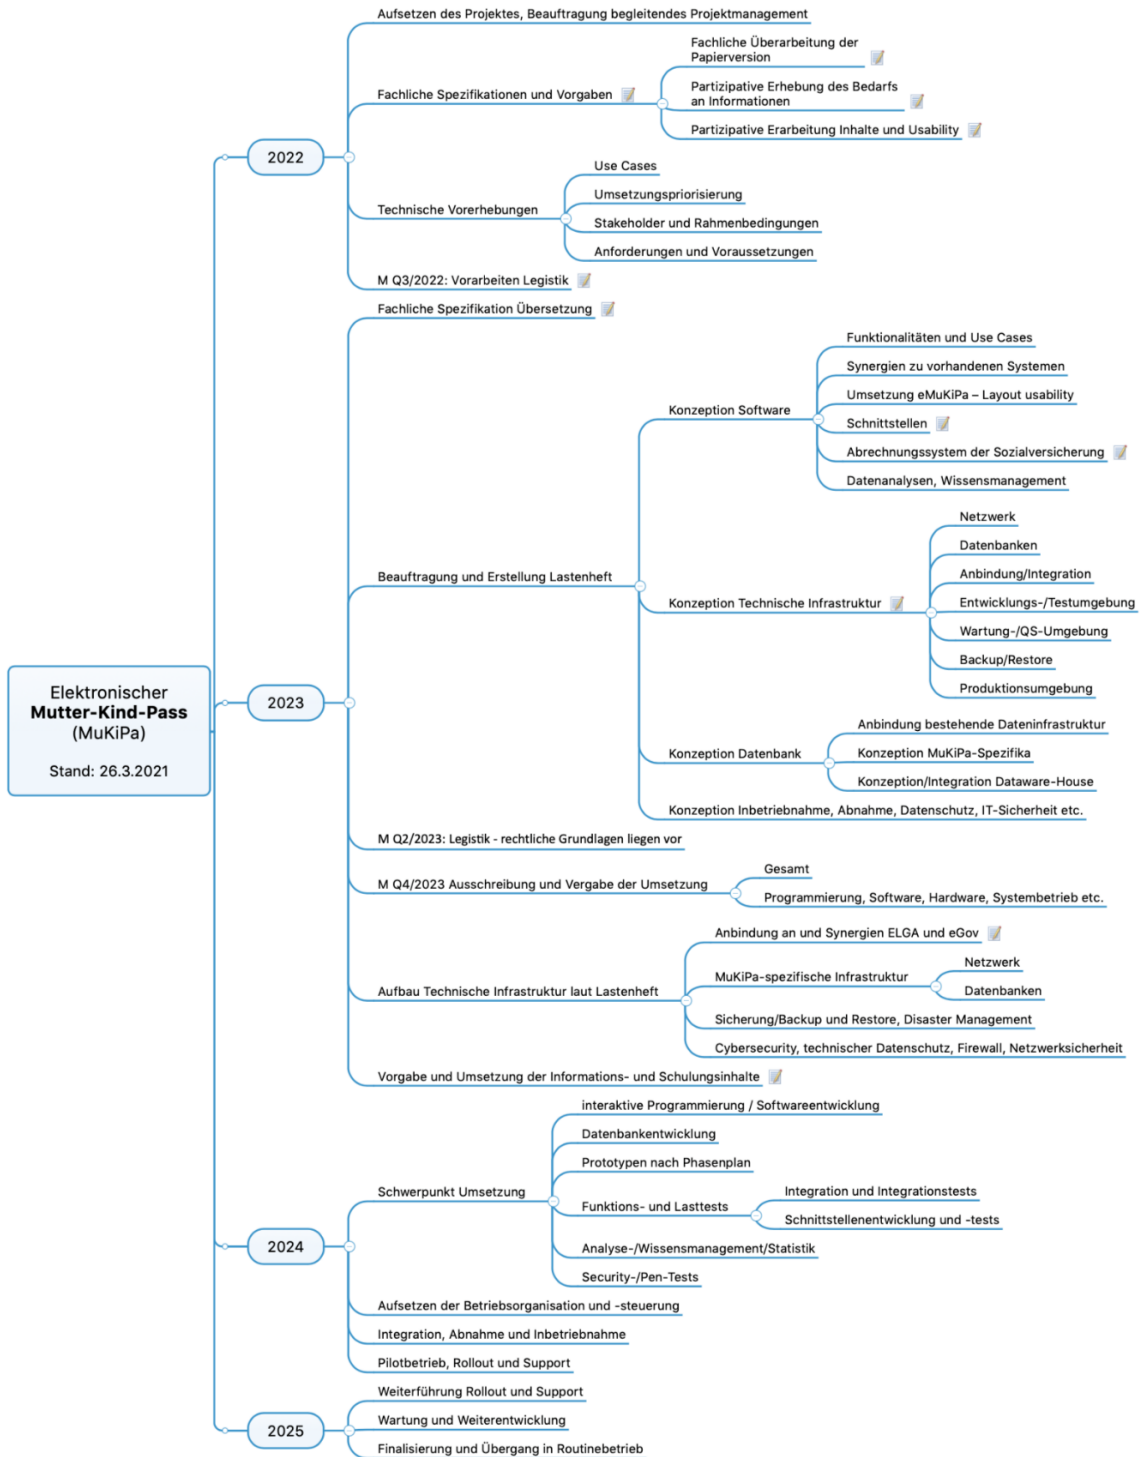 Elektronischer
Mutter-Kind-Pass
(MuKiPa)
Stand: 26.3.2021
2022
Aufsetzen des Projektes, Beauftragung begleitendes Projektmanagement
Fachliche Spezifikationen und Vorgaben
Fachliche Überarbeitung der
Papierversion
Partizipative Erhebung des Bedarfs
an Informationen
Partizipative Erarbeitung Inhalte und Usability
Technische Vorerhebungen
Use Cases
Umsetzungspriorisierung
Stakeholder und Rahmenbedingungen
Anforderungen und Voraussetzungen
M Q3/2022: Vorarbeiten Legistik
2023
Fachliche Spezifikation Übersetzung
Beauftragung und Erstellung Lastenheft
Konzeption Software
Funktionalitäten und Use Cases
Synergien zu vorhandenen Systemen
Umsetzung eMuKiPa – Layout usability
Schnittstellen
Abrechnungssystem der Sozialversicherung
Datenanalysen, Wissensmanagement
Konzeption Technische Infrastruktur
Netzwerk
Datenbanken
Anbindung/Integration
Entwicklungs-/Testumgebung
Wartung-/QS-Umgebung
Backup/Restore
Produktionsumgebung
Konzeption Datenbank
Anbindung bestehende Dateninfrastruktur
Konzeption MuKiPa-Spezifika
Konzeption/Integration Dataware-House
Konzeption Inbetriebnahme, Abnahme, Datenschutz, IT-Sicherheit etc.
M Q2/2023: Legistik - rechtliche Grundlagen liegen vor
M Q4/2023 Ausschreibung und Vergabe der Umsetzung
Gesamt
Programmierung, Software, Hardware, Systembetrieb etc.
Aufbau Technische Infrastruktur laut Lastenheft
Anbindung an und Synergien ELGA und eGov
MuKiPa-spezifische Infrastruktur
Netzwerk
Datenbanken
Sicherung/Backup und Restore, Disaster Management
Cybersecurity, technischer Datenschutz, Firewall, Netzwerksicherheit
Vorgabe und Umsetzung der Informations- und Schulungsinhalte
2024
Schwerpunkt Umsetzung
interaktive Programmierung / Softwareentwicklung
Datenbankentwicklung
Prototypen nach Phasenplan
Funktions- und Lasttests
Integration und Integrationstests
Schnittstellenentwicklung und -tests
Analyse-/Wissensmanagement/Statistik
Security-/Pen-Tests
Aufsetzen der Betriebsorganisation und -steuerung
Integration, Abnahme und Inbetriebnahme
Pilotbetrieb, Rollout und Support
2025
Weiterführung Rollout und Support
Wartung und Weiterentwicklung
Finalisierung und Übergang in Routinebetrieb